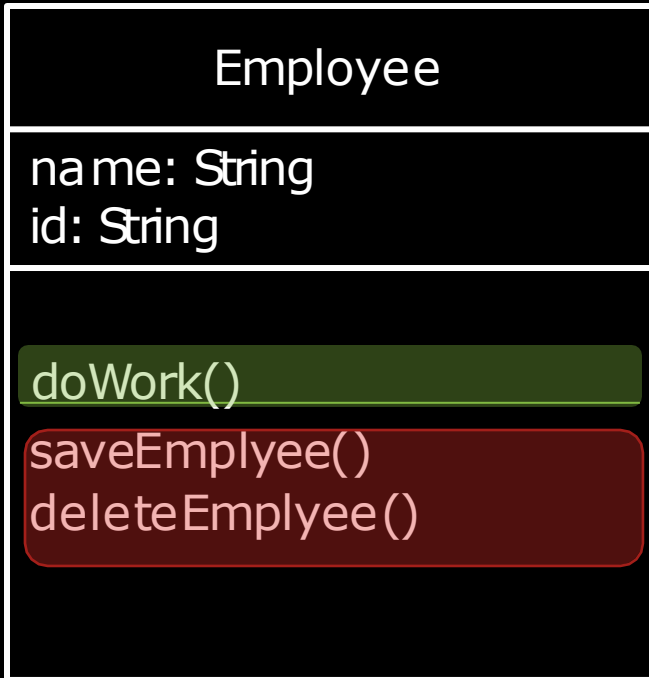 Employee
name: String
id: String
doWork()
saveEmplyee()
deleteEmplyee()